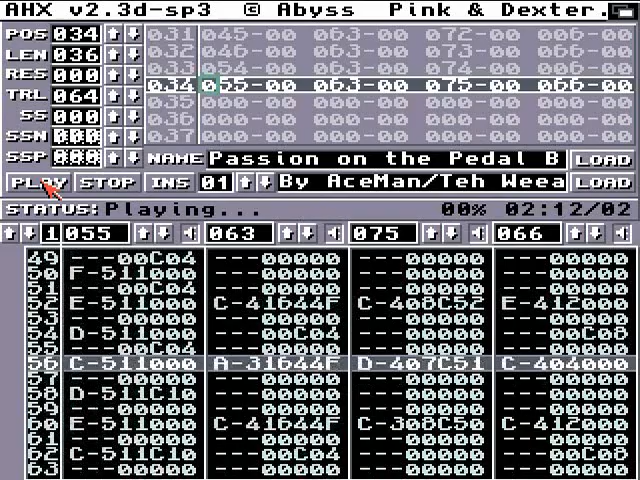 AHX v2.3d-sp3 © Abyss Pink & Dexter.
POS 034 031 045-00 063-00 072-00 066-00
LEN 036 032 046-00 063-00 073-00 066-00
RES 000 033 054-00 063-00 074-00 066-00
034 055-00 063-00 075-00 066-00
TRL 064 035 000-00 000-00 000-00 000-00
SS 000 036 000-00 000-00 000-00 000-00
SSN 000 037 000-00 000-00 000-00 000-00
SSP 000 NAME Passion on the Pedal B LOAD
PLAY STOP INS 01 By AceMan/Teh Weea LOAD
STATUS: Playing... 00% 02:12/02
1 055 063 075 066
49 ---00C04 ---00000 ---00000 ---00000
50 F-511000 ---00000 ---00000 ---00000
51 ---00C04 ---00000 ---00000 ---00000
52 E-511000 C-41644F C-408C52 E-412000
53 ---00000 ---00000 ---00000 ---00000
54 D-511000 ---00C04 ---00000 ---00C08
55 ---00C04 ---00000 ---00000 ---00000
56 C-511000 A-31644F D-407C51 C-404000
57 ---00000 ---00000 ---00000 ---00000
58 D-511C10 ---00000 ---00000 ---00000
59 ---00000 ---00000 ---00000 ---00000
60 E-511000 C-41644F C-308C50 C-412000
61 ---00000 ---00000 ---00000 ---00000
62 C-511C10 ---00C04 ---00000 ---00C08
63 ---00000 ---00000 ---00000 ---00000